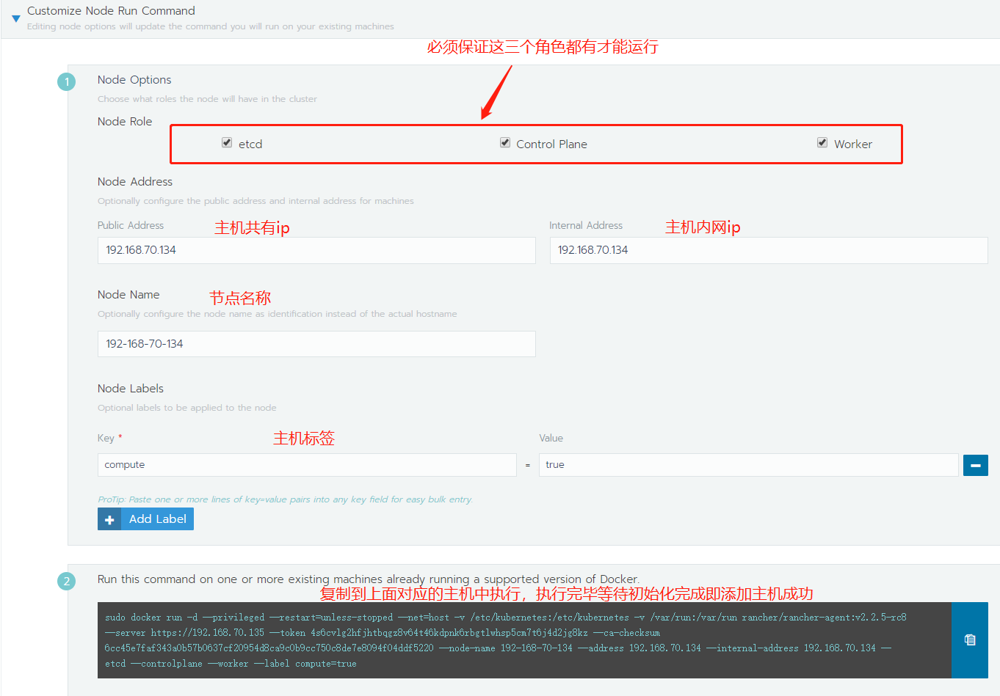 Customize Node Run Command
Editing node options will update the command you will run on your existing machines
必须保证这三个角色都有才能运行
1
Node Options
Choose what roles the node will have in the cluster
Node Role
etcd
Control Plane
Worker
Node Address
Optionally configure the public address and internal address for machines
Public Address
主机共有ip
Internal Address
主机内网ip
192.168.70.134
192.168.70.134
Node Name
节点名称
Optionally configure the node name as identification instead of the actual hostname
192-168-70-134
Node Labels
Optional labels to be applied to the node
Key *
主机标签
Value
compute
=
true
ProTip: Paste one or more lines of key=value pairs into any key field for easy bulk entry.
Add Label
2
Run this command on one or more existing machines already running a supported version of Docker.
复制到上面对应的主机中执行，执行完毕等待初始化完成即添加主机成功
sudo docker run -d --privileged --restart=unless-stopped --net=host -v /etc/kubernetes:/etc/kubernetes -v /var/run:/var/run rancher/rancher-agent:v2.2.5-rc8
--server https://192.168.70.135 --token 4s6cvlg2hfjhtbqgz8v64t46kdpnk6rbgtlwhsp5cm7t6j4d2jg8kz --ca-checksum
6cc45e7faf343a0b57b0637cf20954d8ca9c0b9cc750c8de7e8094f04ddf5220 --node-name 192-168-70-134 --address 192.168.70.134 --internal-address 192.168.70.134 --
etcd --controlplane --worker --label compute=true